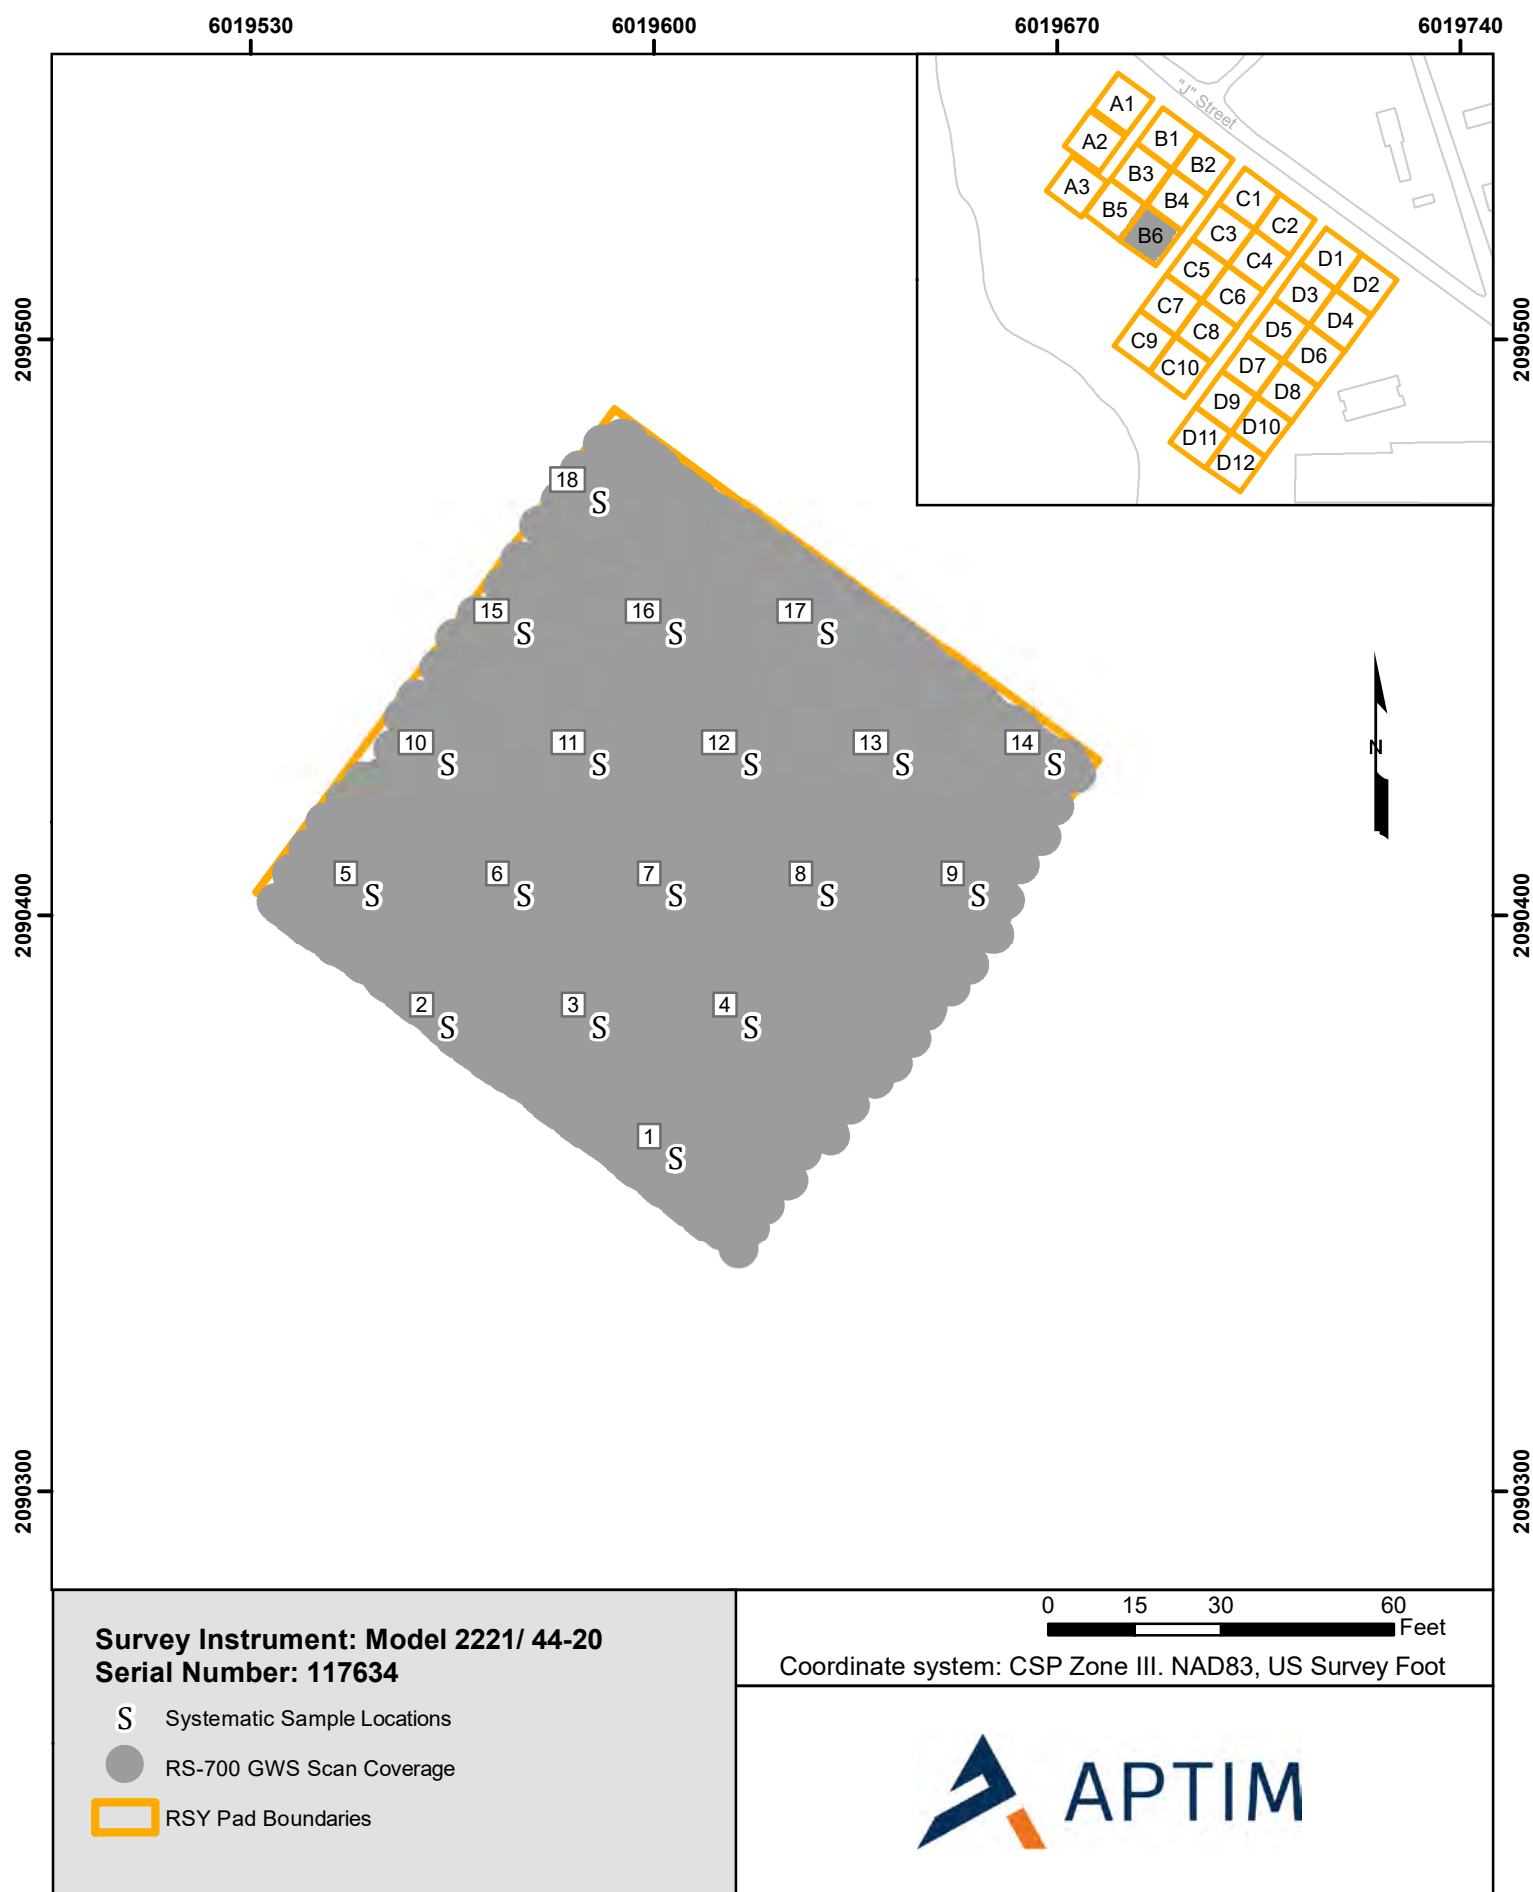 6019530 6019600 6019670 6019740
"J" Street
A1
A2
A3
B1
B2
B3
B4
B5
B6
C1
C2
C3
C4
C5
C6
C7
C8
C9
C10
D1
D2
D3
D4
D5
D6
D7
D8
D9
D10
D11
D12
2090500 2090500
18
S
15 16 17
S S S
10 11 12 13 14
S S S S S
N
5 6 7 8 9
S S S S S
2090400 2090400
2 3 4
S S S
1
S
2090300 2090300
Survey Instrument: Model 2221/ 44-20
Serial Number: 117634
S Systematic Sample Locations
RS-700 GWS Scan Coverage
RSY Pad Boundaries
0 15 30 60
Feet
Coordinate system: CSP Zone III. NAD83, US Survey Foot
APTIM